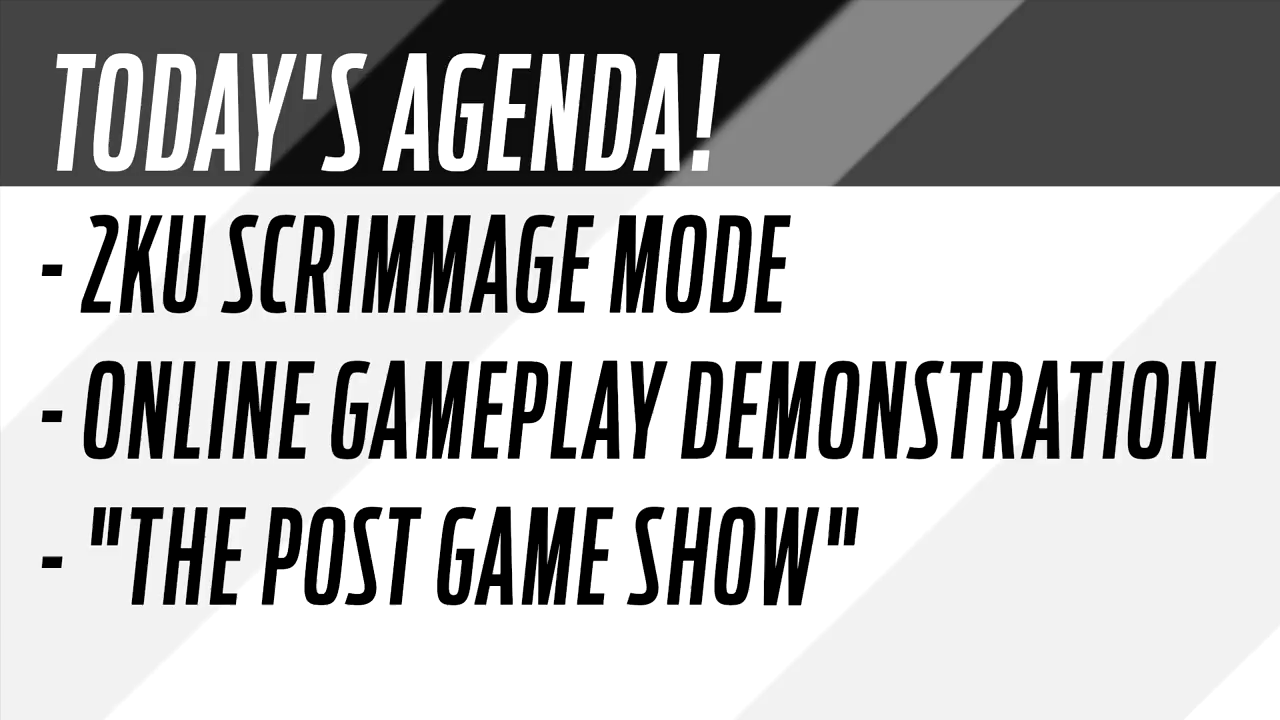 TODAY'S AGENDA!
- 2KU SCRIMMAGE MODE
- ONLINE GAMEPLAY DEMONSTRATION
- "THE POST GAME SHOW"